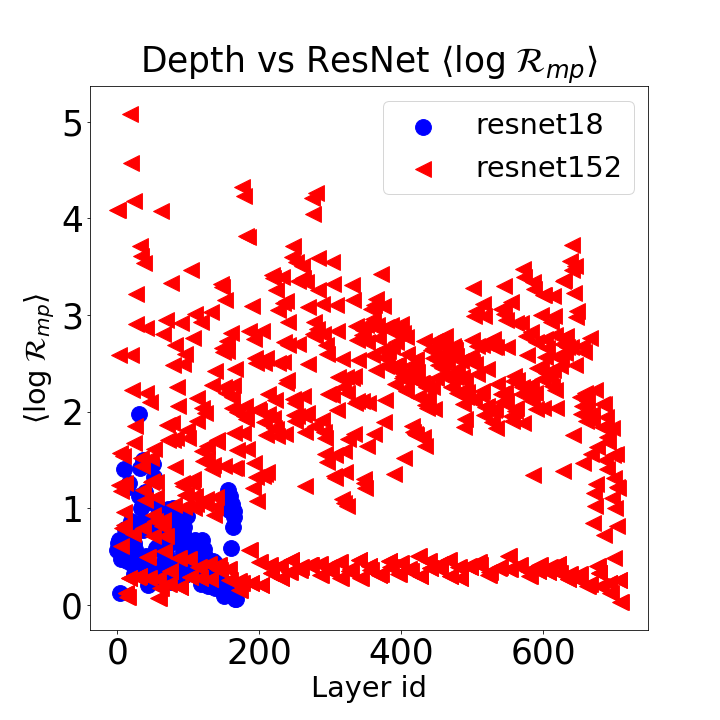 Depth vs ResNet ⟨log ℛ_mp⟩
resnet18
resnet152
⟨log ℛ_mp⟩
5
4
3
2
1
0
0 200 400 600
Layer id